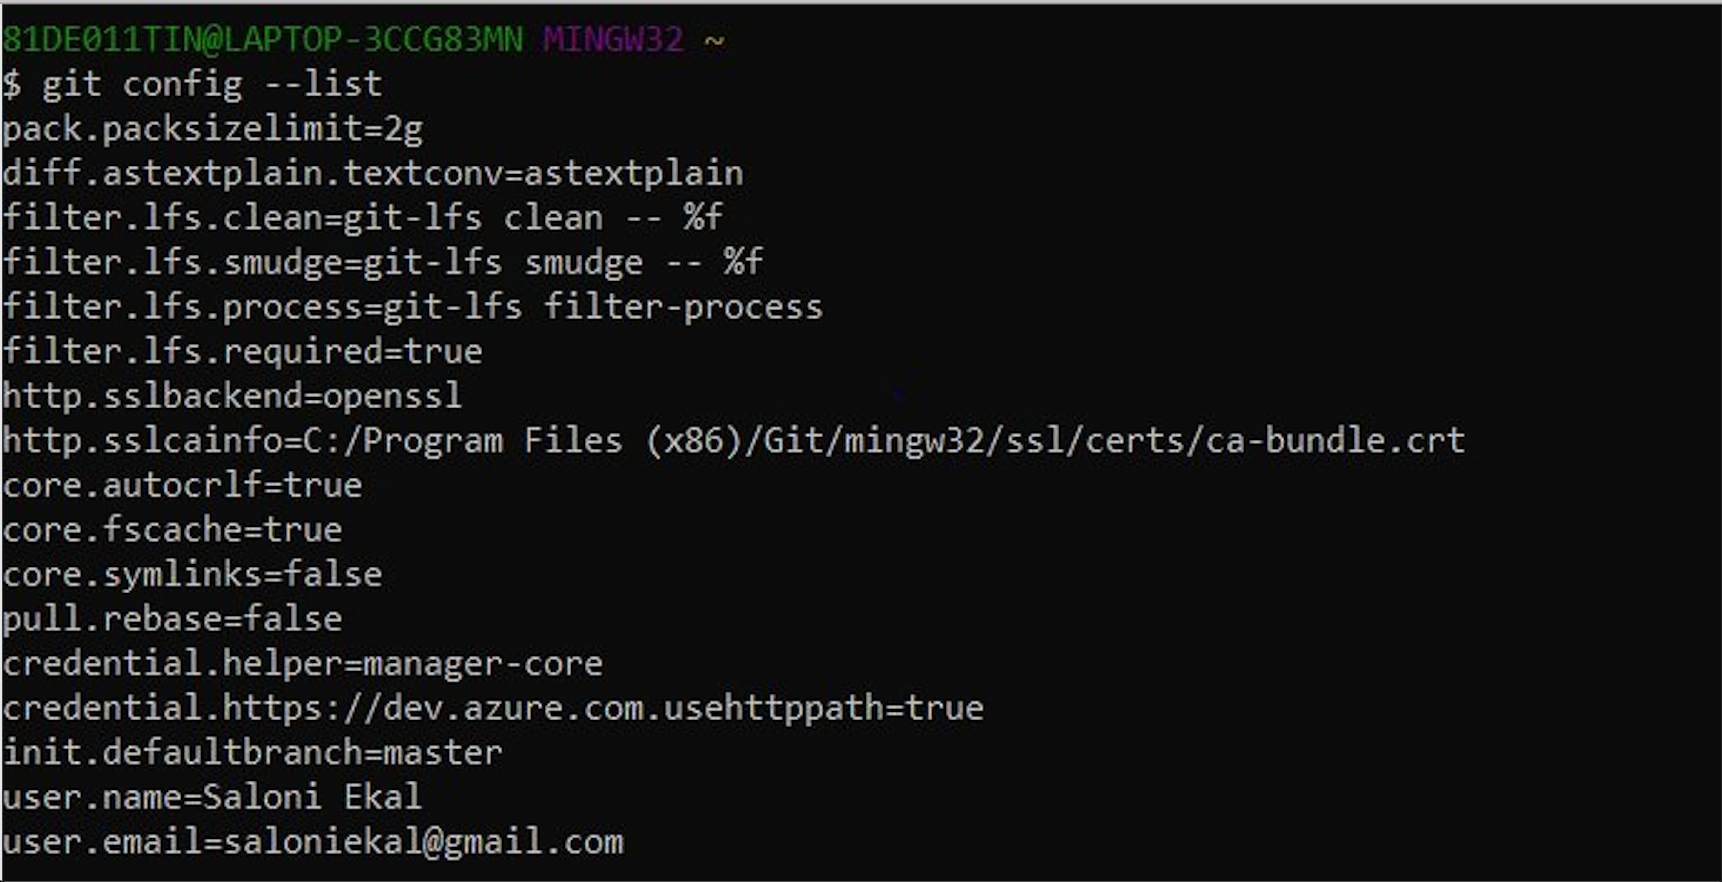 81DE011TIN@LAPTOP-3CCG83MN MINGW32 ~
$ git config --list
pack.packsizelimit=2g
diff.astextplain.textconv=astextplain
filter.lfs.clean=git-lfs clean -- %f
filter.lfs.smudge=git-lfs smudge -- %f
filter.lfs.process=git-lfs filter-process
filter.lfs.required=true
http.sslbackend=openssl
http.sslcainfo=C:/Program Files (x86)/Git/mingw32/ssl/certs/ca-bundle.crt
core.autocrlf=true
core.fscache=true
core.symlinks=false
pull.rebase=false
credential.helper=manager-core
credential.https://dev.azure.com.usehttppath=true
init.defaultbranch=master
user.name=Saloni Ekal
user.email=saloniekal@gmail.com